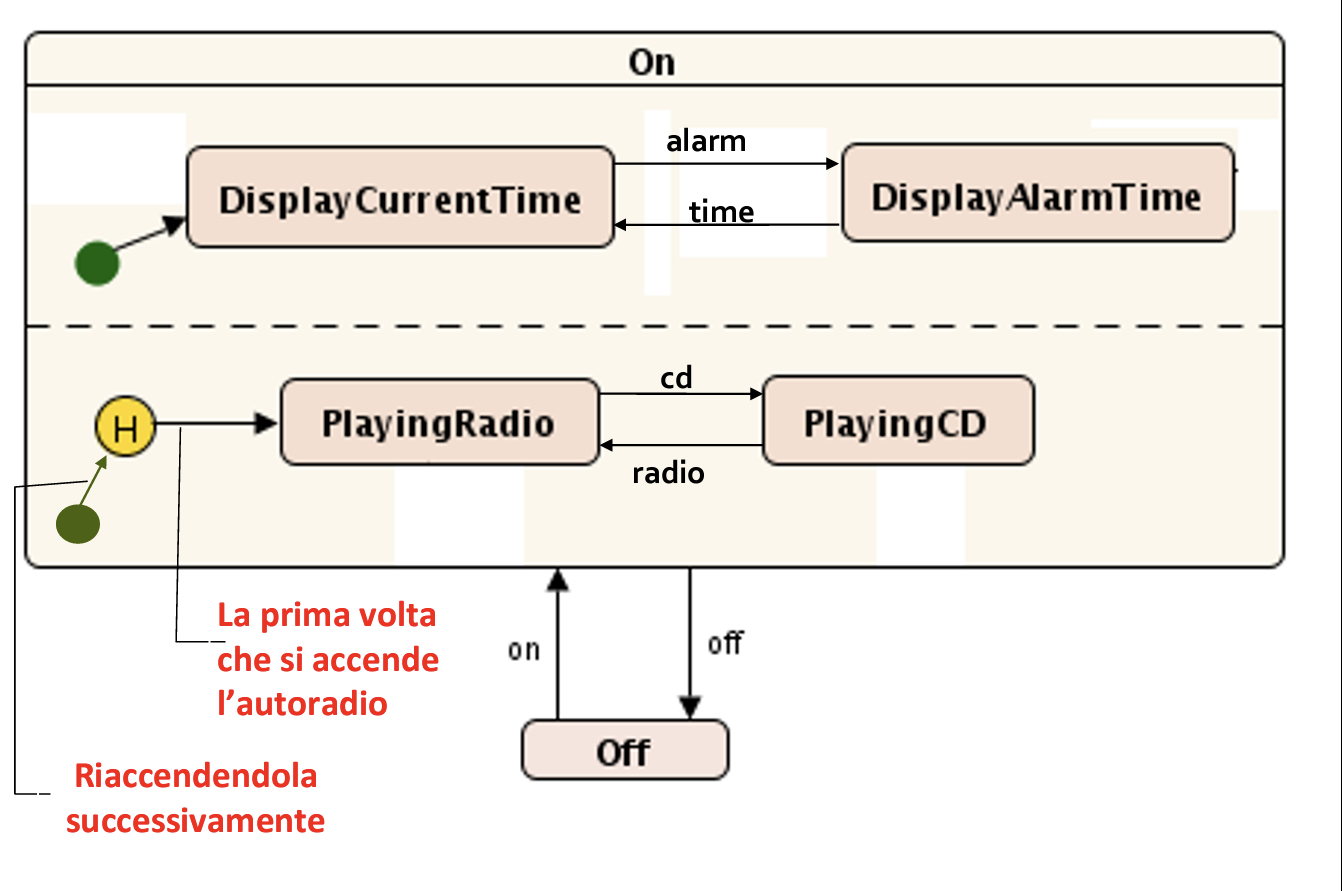 On
alarm
DisplayCurrentTime
DisplayAlarmTime
time
cd
H
PlayingRadio
PlayingCD
radio
La prima volta
che si accende
l’autoradio
on
off
Off
Riaccendendola
successivamente